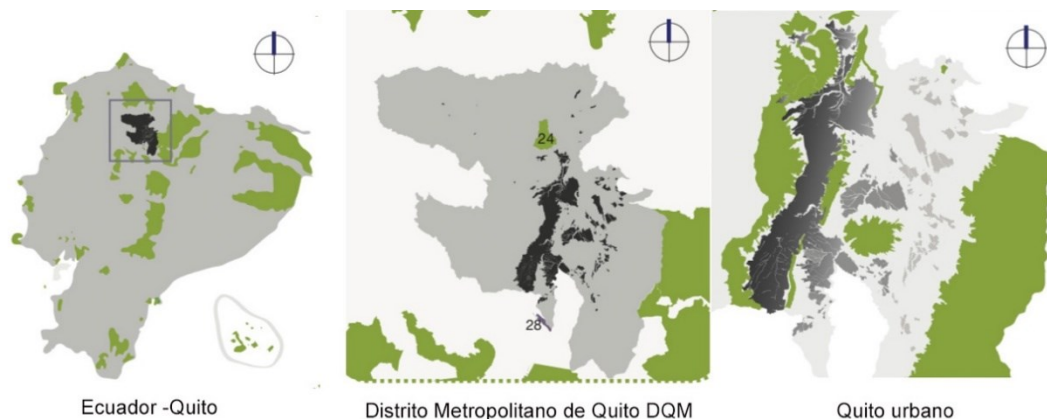 24
28
Ecuador -Quito
Distrito Metropolitano de Quito DQM
Quito urbano